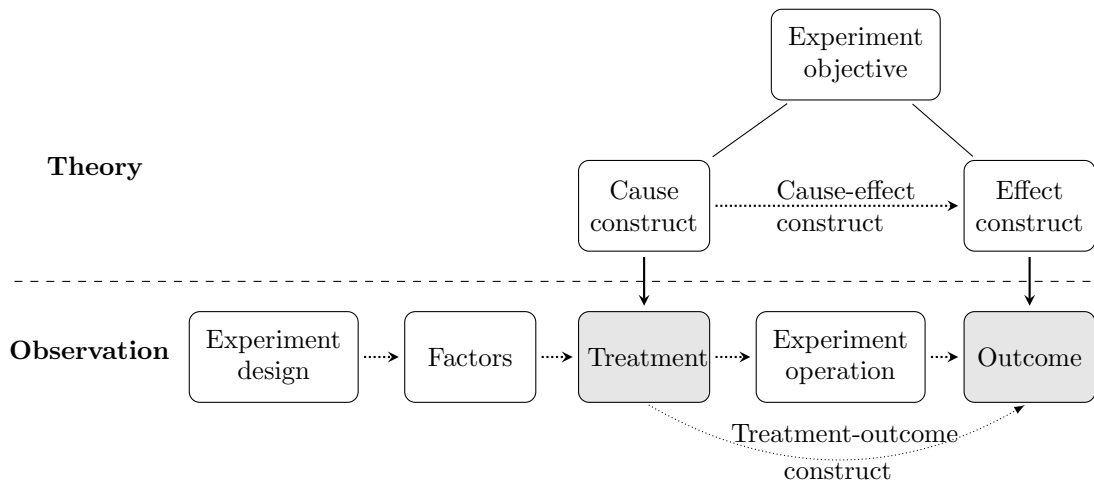 Experiment
objective
Theory
Cause
construct
Cause-effect
construct
Effect
construct
Observation
Experiment
design
Factors
Treatment
Experiment
operation
Outcome
Treatment-outcome
construct